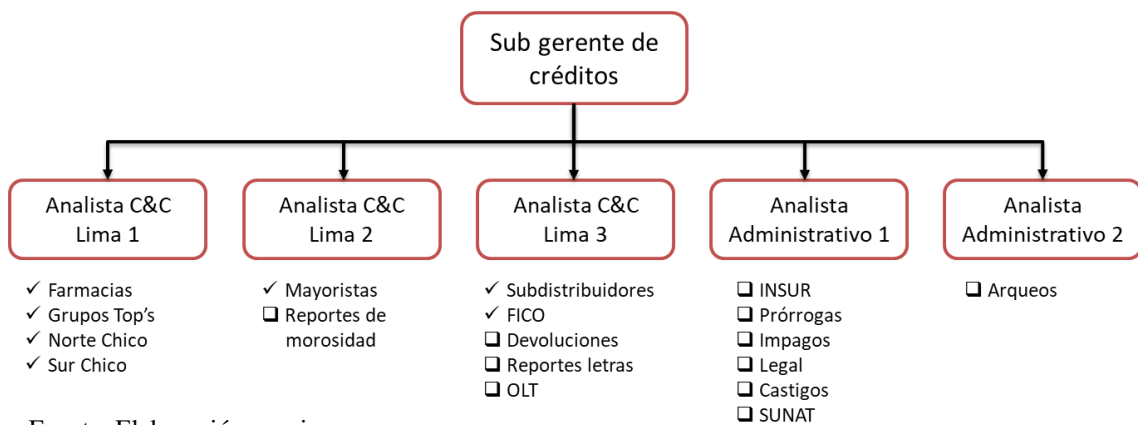 Sub gerente de
créditos
Analista C&C
Lima 1
Analista C&C
Lima 2
Analista C&C
Lima 3
Analista
Administrativo 1
Analista
Administrativo 2
✓ Farmacias
✓ Grupos Top’s
✓ Norte Chico
✓ Sur Chico
✓ Mayoristas
❑ Reportes de
morosidad
✓ Subdistribuidores
✓ FICO
❑ Devoluciones
❑ Reportes letras
❑ OLT
❑ INSUR
❑ Prórrogas
❑ Impagos
❑ Legal
❑ Castigos
❑ SUNAT
❑ Arqueos